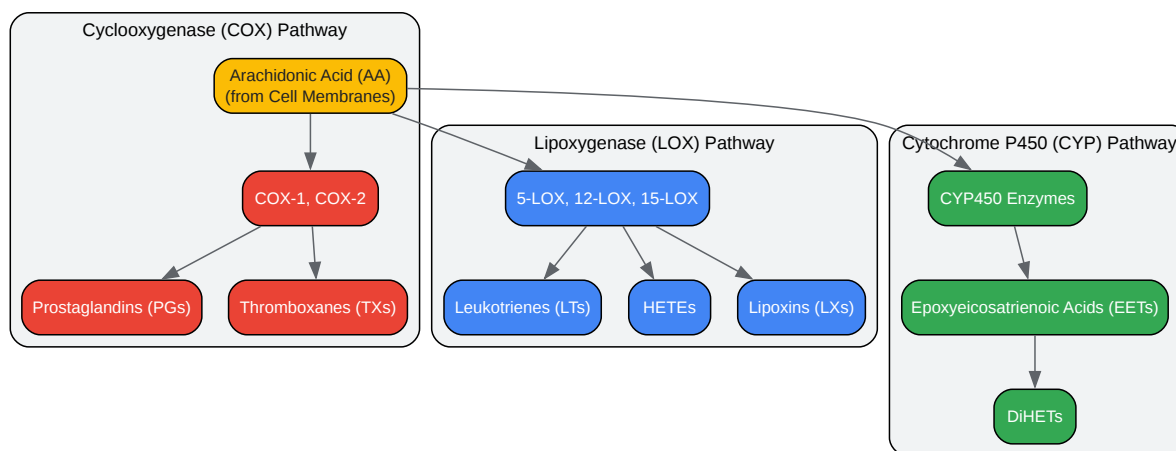 Cyclooxygenase (COX) Pathway
Arachidonic Acid (AA)
(from Cell Membranes)
COX-1, COX-2
Prostaglandins (PGs)
Thromboxanes (TXs)
Lipoxygenase (LOX) Pathway
5-LOX, 12-LOX, 15-LOX
Leukotrienes (LTs)
HETEs
Lipoxins (LXs)
Cytochrome P450 (CYP) Pathway
CYP450 Enzymes
Epoxyeicosatrienoic Acids (EETs)
DiHETs